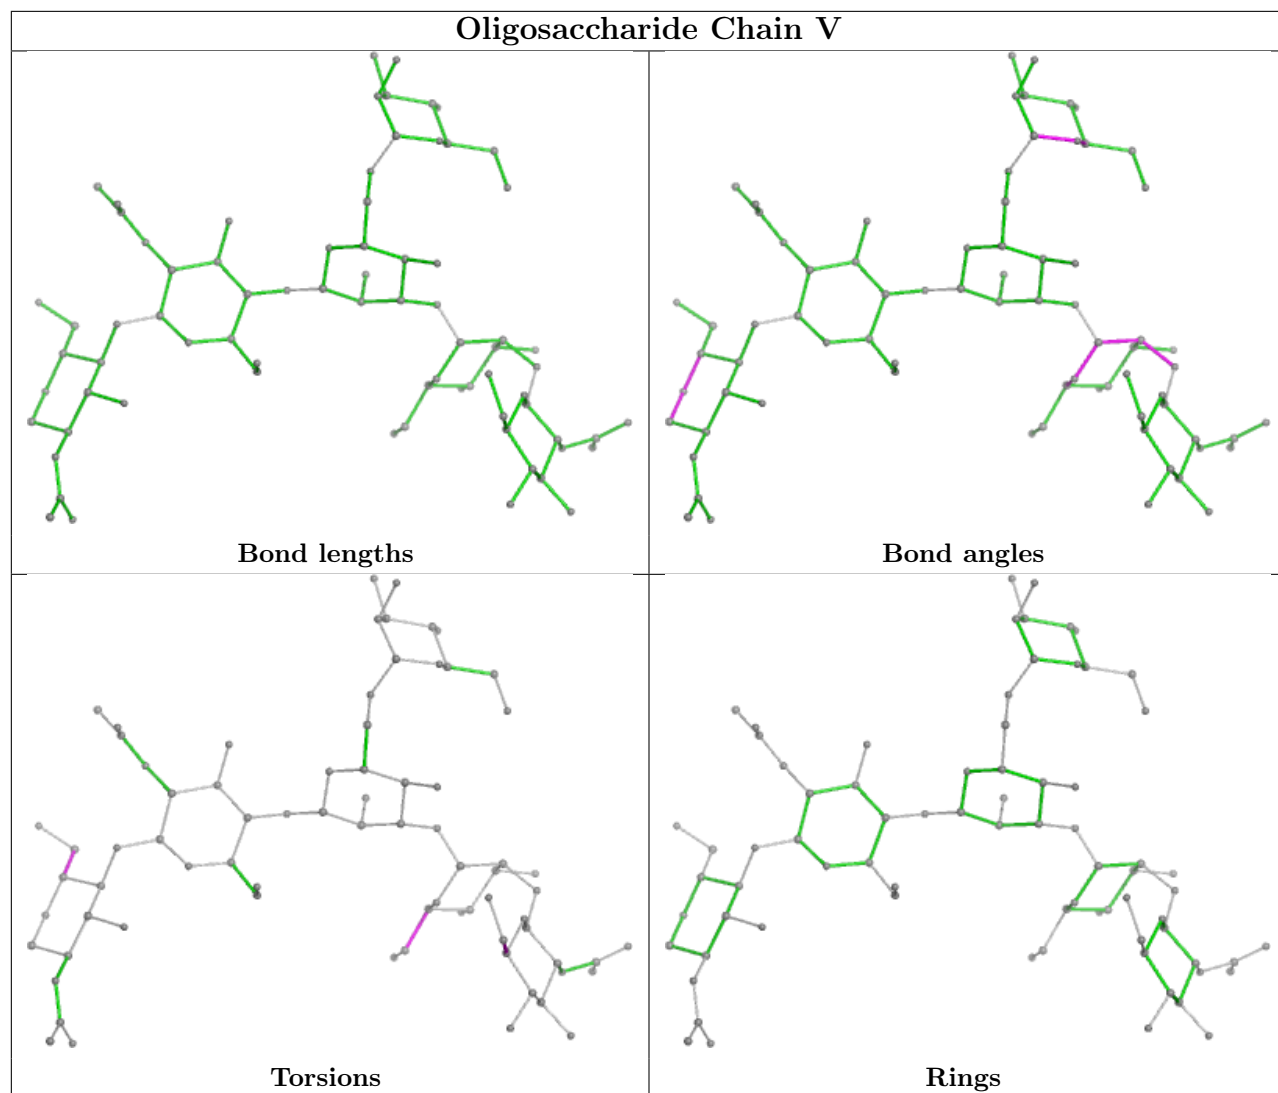 Oligosaccharide Chain V
Bond lengths
Bond angles
Torsions
Rings